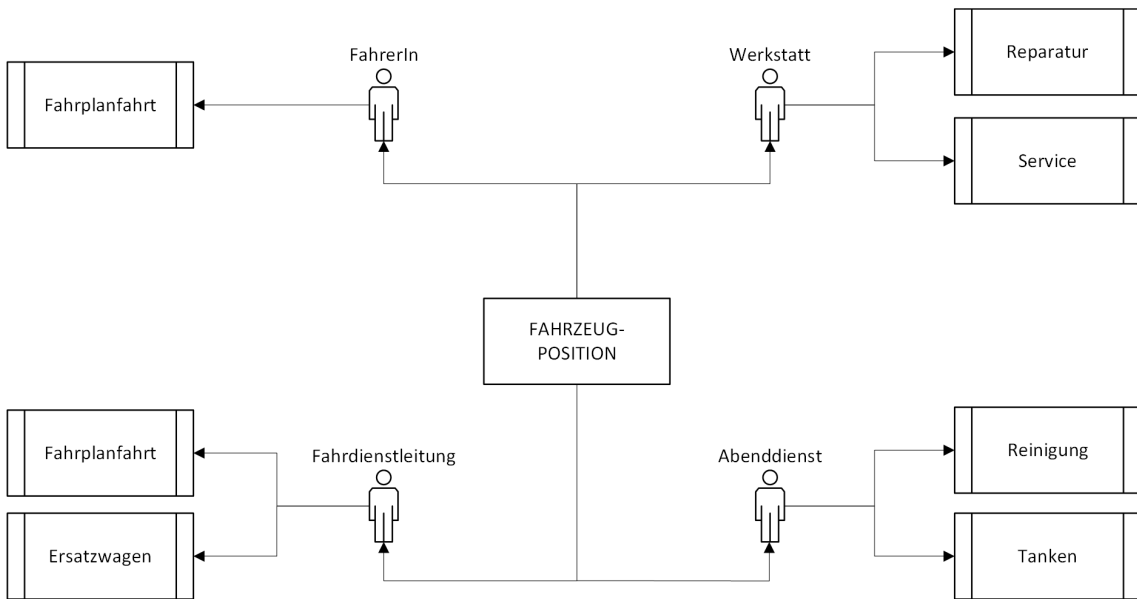 FahrerIn
Werkstatt
Reparatur
Fahrplanfahrt
Service
FAHRZEUG-
POSITION
Fahrplanfahrt
Fahrdienstleitung
Abenddienst
Reinigung
Ersatzwagen
Tanken